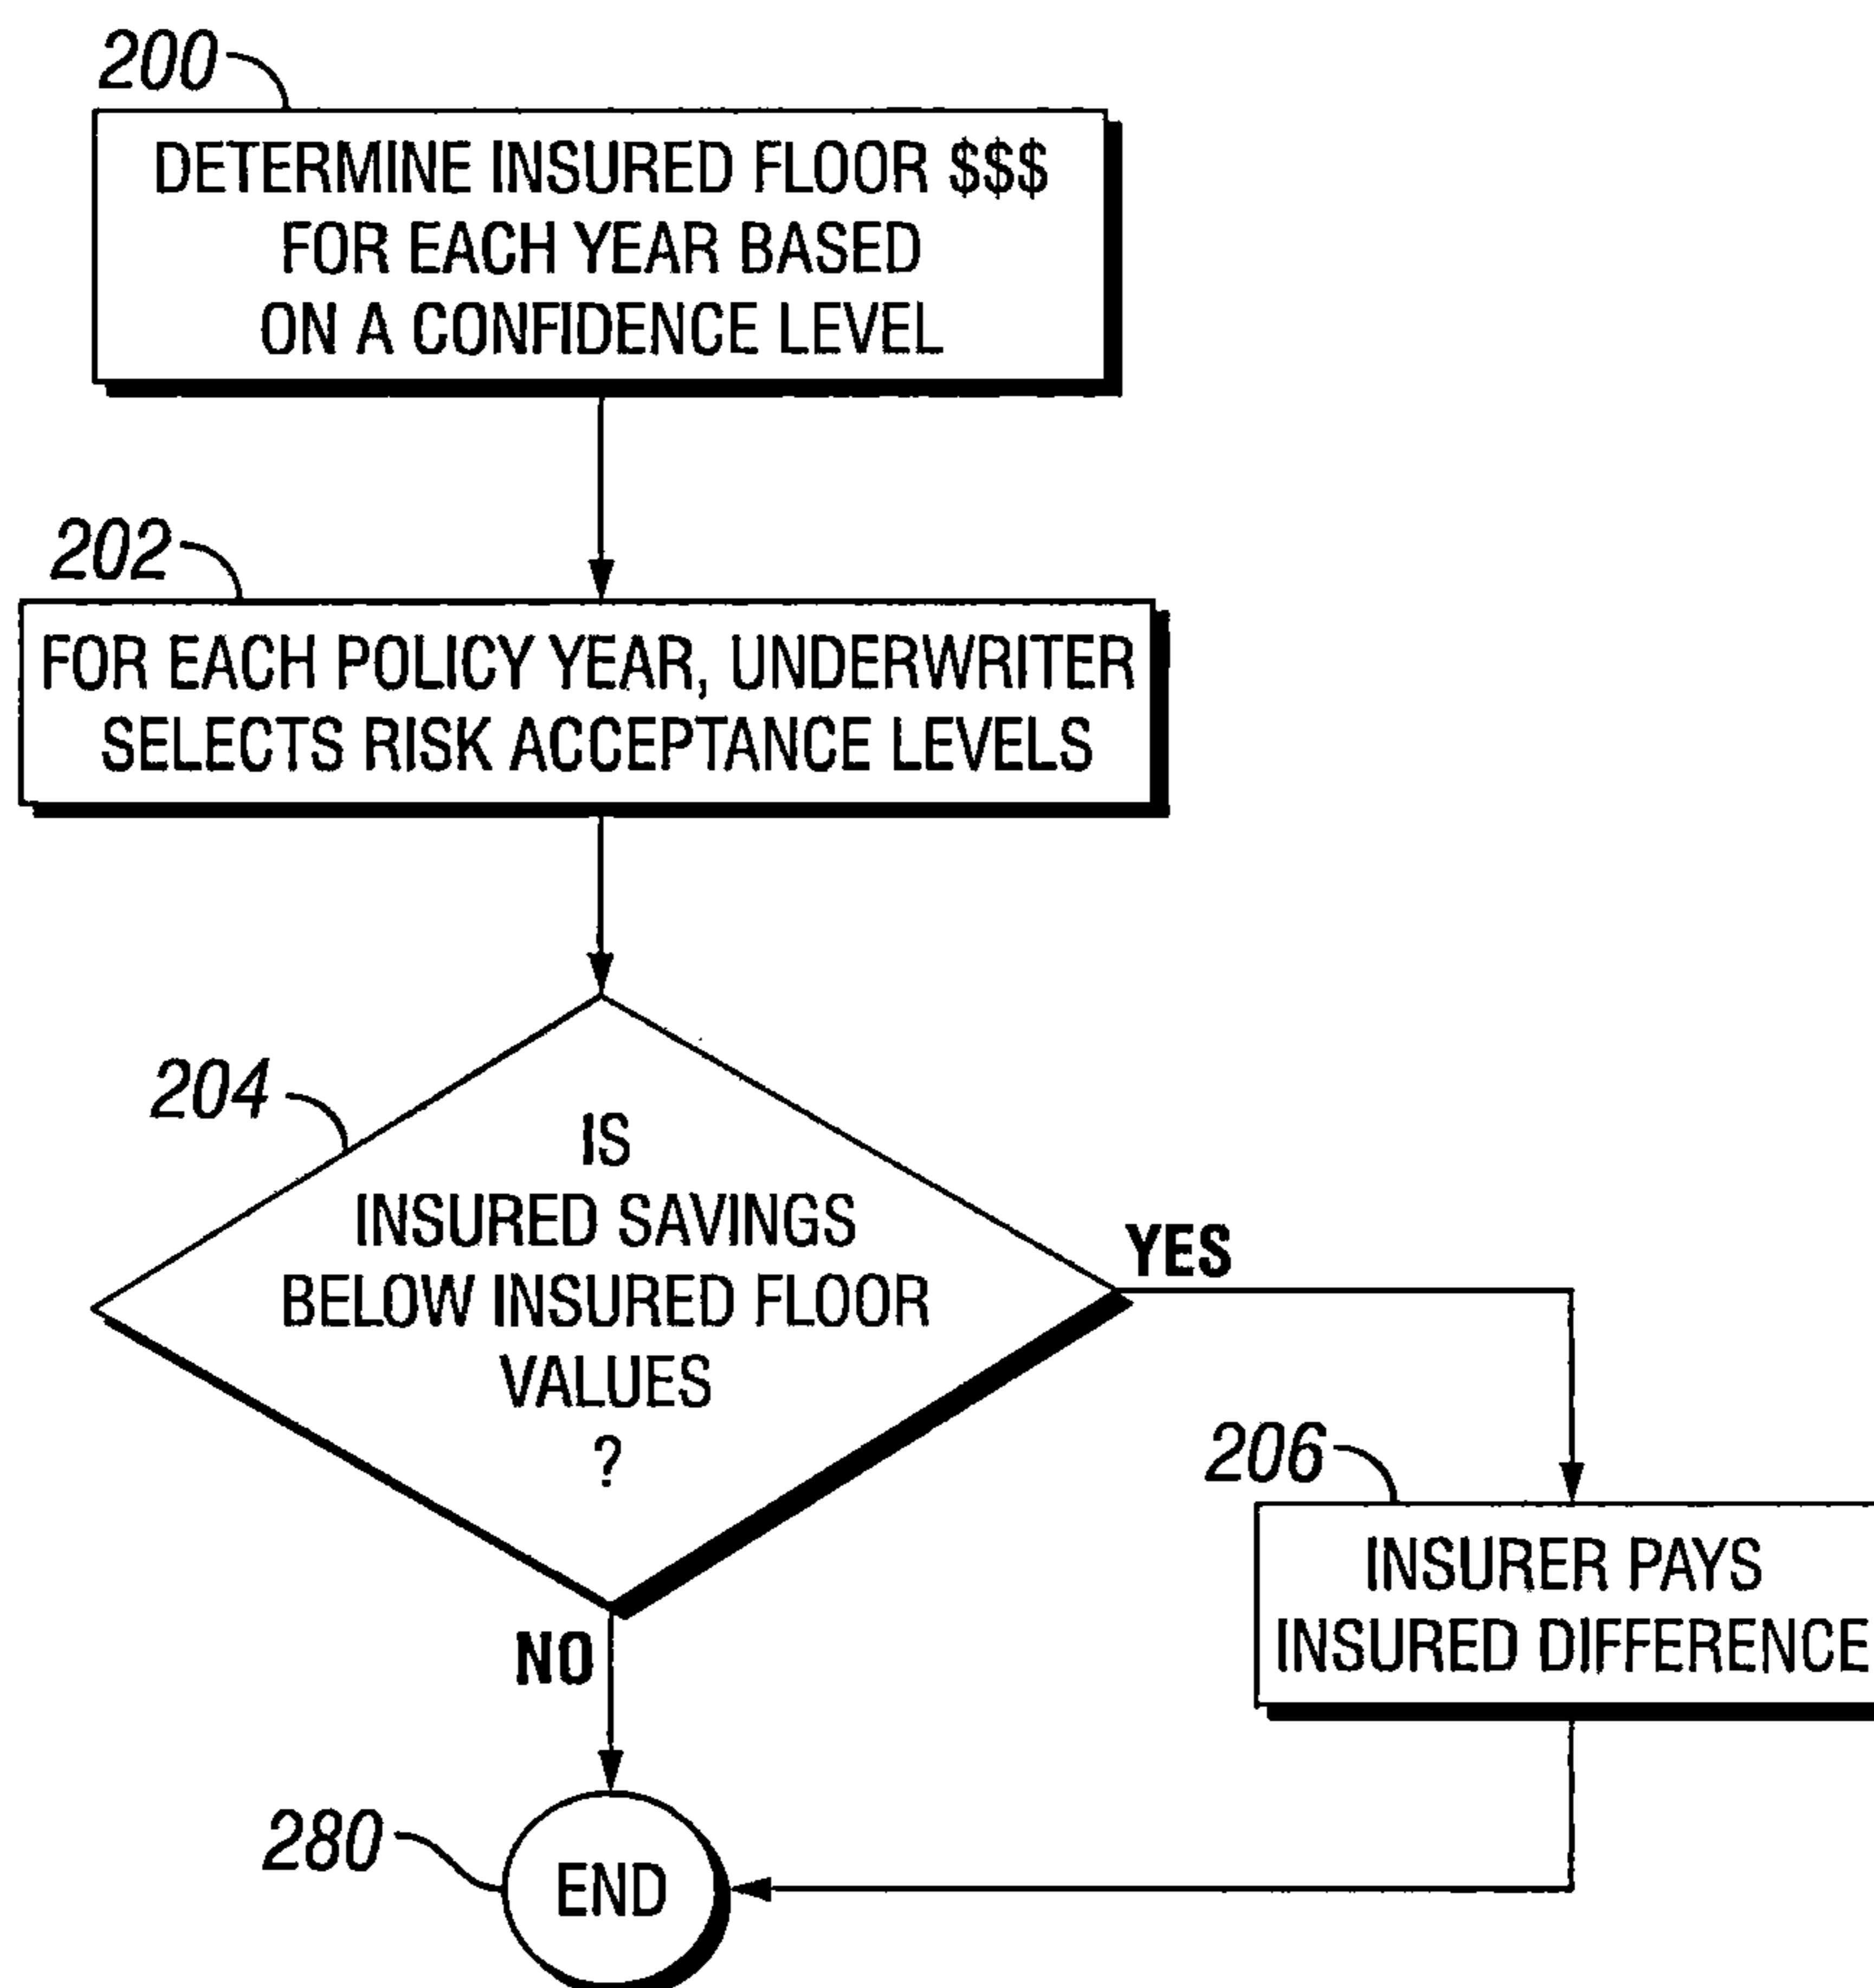 200
DETERMINE INSURED FLOOR $$$
FOR EACH YEAR BASED
ON A CONFIDENCE LEVEL
202
FOR EACH POLICY YEAR, UNDERWRITER
SELECTS RISK ACCEPTANCE LEVELS
204
IS
INSURED SAVINGS
BELOW INSURED FLOOR
VALUES
?
YES
206
INSURER PAYS
INSURED DIFFERENCE
NO
280
END